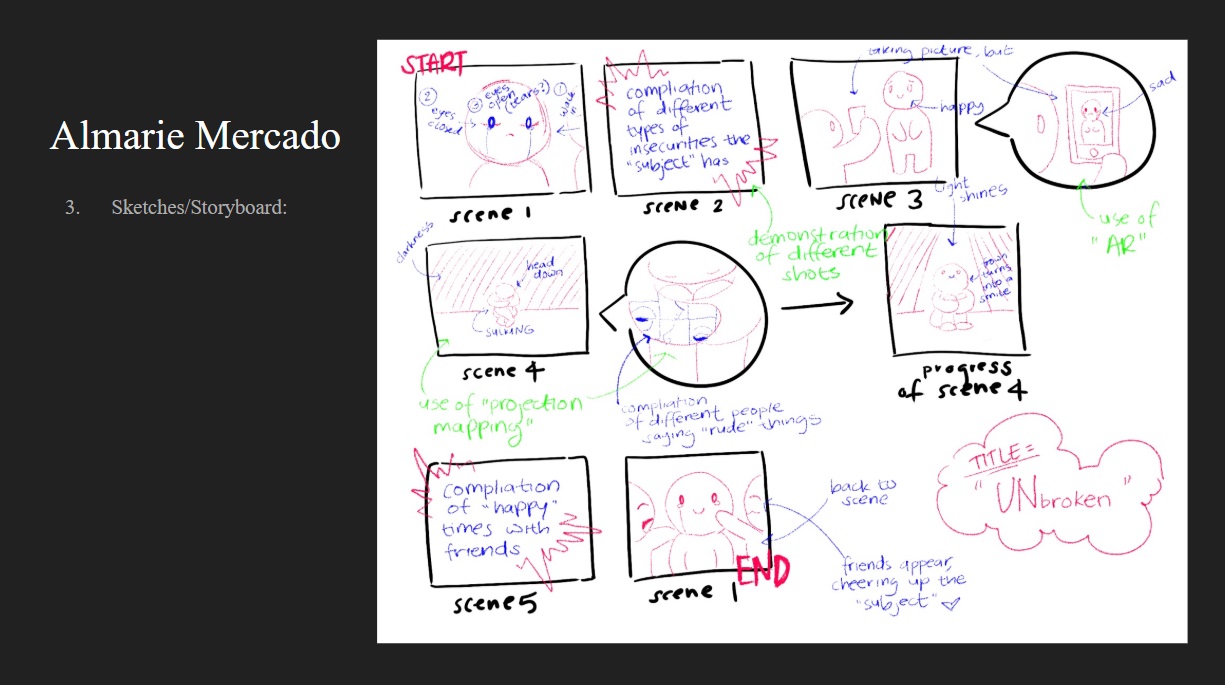 Almarie Mercado
3. Sketches/Storyboard:
START
② eyes closed
③ eyes open (tears?)
① walk in
scene 1
compliation
of different
types of
insecurities the
"subject" has
scene 2
demonstration
of different
shots
taking picture, but
happy
scene 3
sad
use of
"AR"
darkness
head
down
SULKING
scene 4
use of "projection
mapping"
compliation
of different people
saying "rude" things
light
shines
frown
turns
into a
smile
progress
of scene 4
compliation
of "happy"
times with
friends
scene 5
END
scene 1
back to
scene
friends appear,
cheering up the
"subject"
TITLE =
"UNbroken"